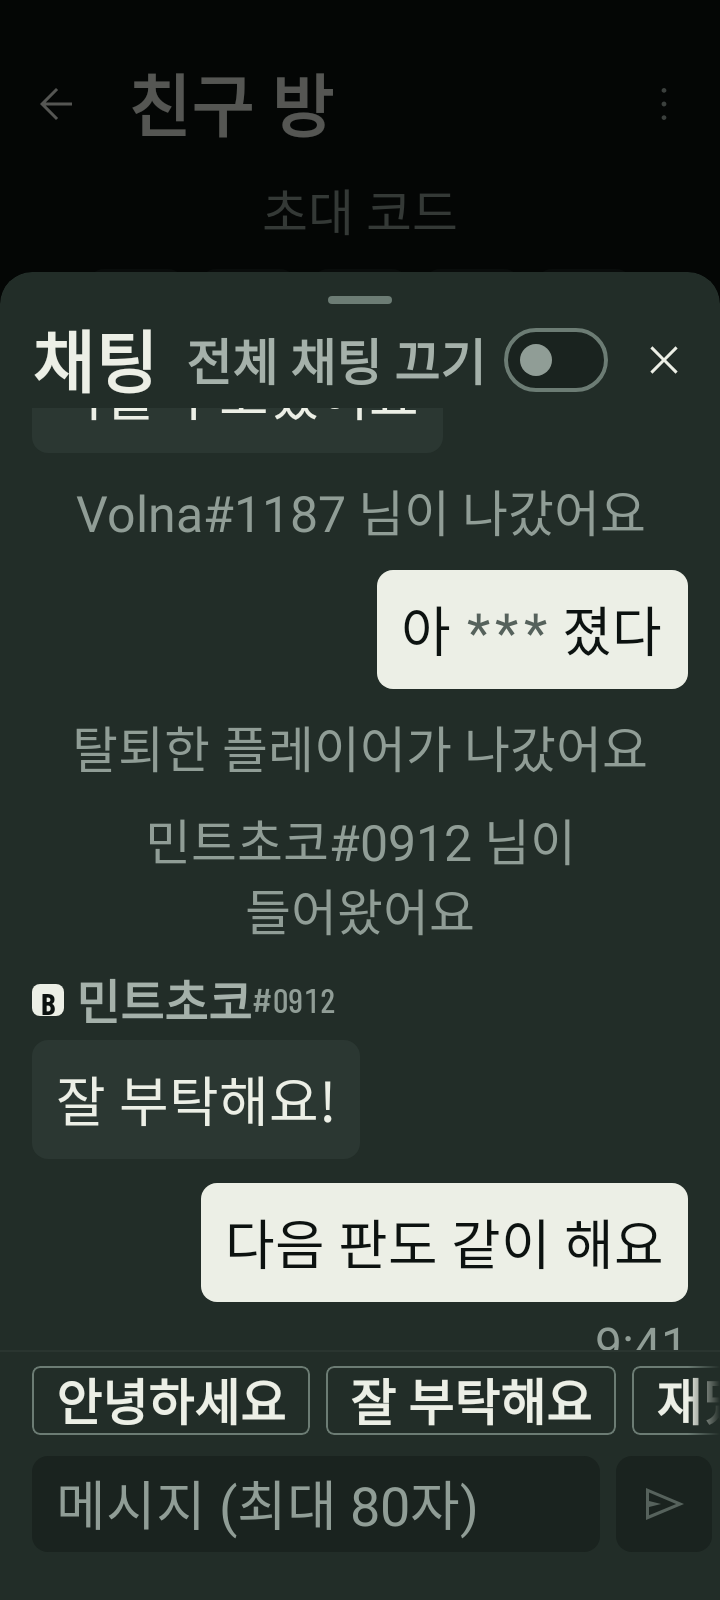 친구 방
초대 코드
채팅 전체 채팅 끄기
Volna#1187 님이 나갔어요
아 *** 졌다
탈퇴한 플레이어가 나갔어요
민트초코#0912 님이
들어왔어요
B 민트초코#0912
잘 부탁해요!
다음 판도 같이 해요
9:41
안녕하세요 잘 부탁해요
메시지 (최대 80자)